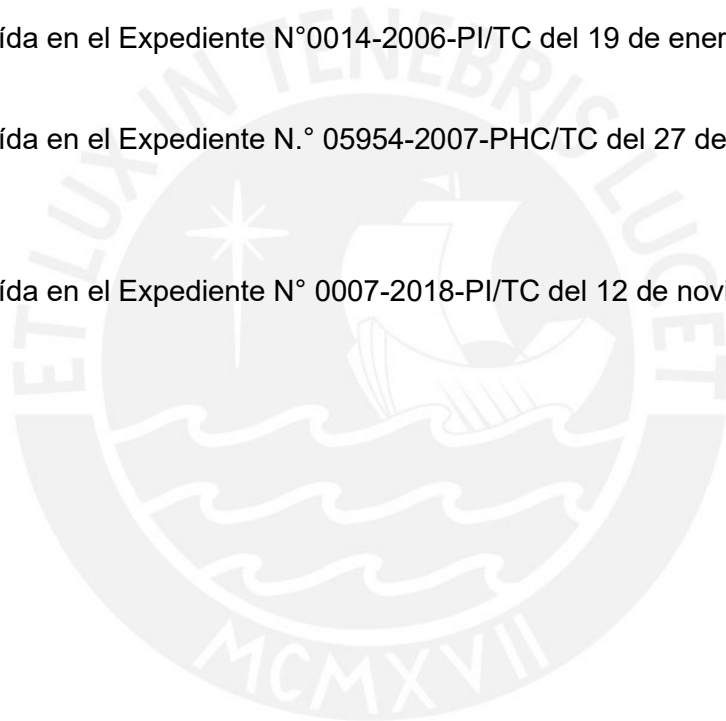 ída en el Expediente N°0014-2006-PI/TC del 19 de ener
ída en el Expediente N.° 05954-2007-PHC/TC del 27 de
ída en el Expediente N° 0007-2018-PI/TC del 12 de novi
ET LUX IN TENEBRIS LUCET
MCMXVII